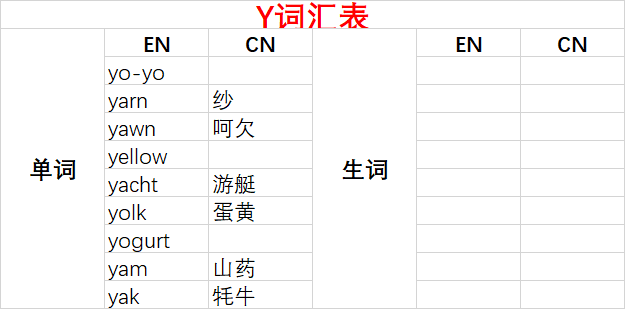 Y词汇表
EN CN EN CN
yo-yo
yarn 纱
yawn 呵欠
yellow
单词 生词
yacht 游艇
yolk 蛋黄
yogurt
yam 山药
yak 牦牛